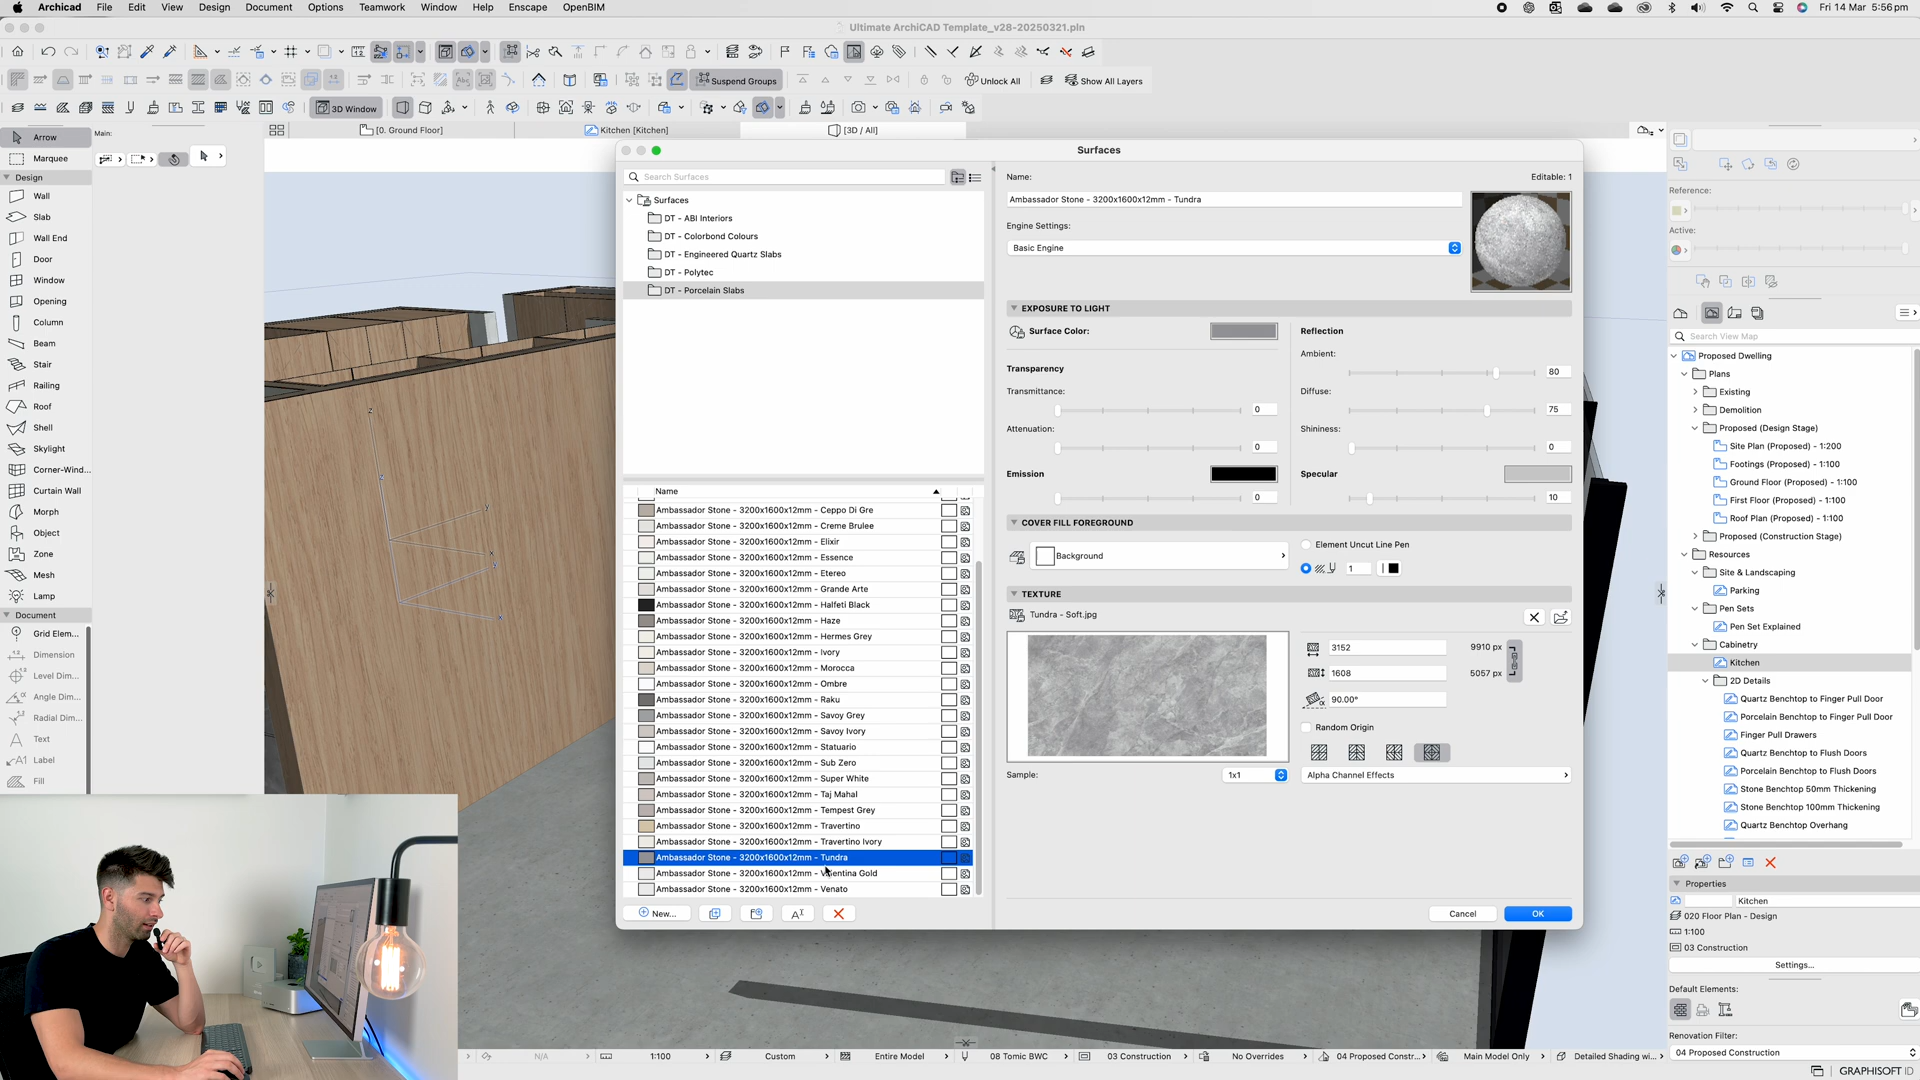 Archicad File Edit View Design Document Options Teamwork Window Help Enscape OpenBIM
Fri 14 Mar 5:56 pm
Ultimate ArchiCAD Template_v28-20250321.pln
Suspend Groups
Unlock All
Show All Layers
3D Window
Arrow
Main:
[0. Ground Floor]
Kitchen [Kitchen]
[3D / All]
Marquee
Design
Wall
Slab
Wall End
Door
Window
Opening
Column
Beam
Stair
Railing
Roof
Shell
Skylight
Corner-Wind...
Curtain Wall
Morph
Object
Zone
Mesh
Lamp
Document
Grid Elem...
Dimension
Level Dim...
Angle Dim...
Radial Dim...
Text
Label
Fill
Surfaces
Search Surfaces
Surfaces
DT - ABI Interiors
DT - Colorbond Colours
DT - Engineered Quartz Slabs
DT - Polytec
DT - Porcelain Slabs
Name
Ambassador Stone - 3200x1600x12mm - Ceppo Di Gre
Ambassador Stone - 3200x1600x12mm - Creme Brulee
Ambassador Stone - 3200x1600x12mm - Elixir
Ambassador Stone - 3200x1600x12mm - Essence
Ambassador Stone - 3200x1600x12mm - Etereo
Ambassador Stone - 3200x1600x12mm - Grande Arte
Ambassador Stone - 3200x1600x12mm - Halfeti Black
Ambassador Stone - 3200x1600x12mm - Haze
Ambassador Stone - 3200x1600x12mm - Hermes Grey
Ambassador Stone - 3200x1600x12mm - Ivory
Ambassador Stone - 3200x1600x12mm - Morocca
Ambassador Stone - 3200x1600x12mm - Ombre
Ambassador Stone - 3200x1600x12mm - Raku
Ambassador Stone - 3200x1600x12mm - Savoy Grey
Ambassador Stone - 3200x1600x12mm - Savoy Ivory
Ambassador Stone - 3200x1600x12mm - Statuario
Ambassador Stone - 3200x1600x12mm - Sub Zero
Ambassador Stone - 3200x1600x12mm - Super White
Ambassador Stone - 3200x1600x12mm - Taj Mahal
Ambassador Stone - 3200x1600x12mm - Tempest Grey
Ambassador Stone - 3200x1600x12mm - Travertino
Ambassador Stone - 3200x1600x12mm - Travertino Ivory
Ambassador Stone - 3200x1600x12mm - Tundra
Ambassador Stone - 3200x1600x12mm - Valentina Gold
Ambassador Stone - 3200x1600x12mm - Venato
New...
Name:
Editable: 1
Ambassador Stone - 3200x1600x12mm - Tundra
Engine Settings:
Basic Engine
EXPOSURE TO LIGHT
Surface Color:
Reflection
Ambient:
80
Transparency
Transmittance:
0
Diffuse:
75
Attenuation:
0
Shininess:
0
Emission
0
Specular
10
COVER FILL FOREGROUND
Background
Element Uncut Line Pen
1
TEXTURE
Tundra - Soft.jpg
3152
9910 px
1608
5057 px
90.00°
Random Origin
Sample:
1x1
Alpha Channel Effects
Cancel
OK
Reference:
Active:
Search View Map
Proposed Dwelling
Plans
Existing
Demolition
Proposed (Design Stage)
Site Plan (Proposed) - 1:200
Footings (Proposed) - 1:100
Ground Floor (Proposed) - 1:100
First Floor (Proposed) - 1:100
Roof Plan (Proposed) - 1:100
Proposed (Construction Stage)
Resources
Site & Landscaping
Parking
Pen Sets
Pen Set Explained
Cabinetry
Kitchen
2D Details
Quartz Benchtop to Finger Pull Door
Porcelain Benchtop to Finger Pull Door
Finger Pull Drawers
Quartz Benchtop to Flush Doors
Porcelain Benchtop to Flush Doors
Stone Benchtop 50mm Thickening
Stone Benchtop 100mm Thickening
Quartz Benchtop Overhang
Properties
Kitchen
020 Floor Plan - Design
1:100
03 Construction
Settings...
Default Elements:
Renovation Filter:
04 Proposed Construction
N/A
1:100
Custom
Entire Model
08 Tomic BWC
03 Construction
No Overrides
04 Proposed Constr...
Main Model Only
Detailed Shading wi...
GRAPHISOFT ID